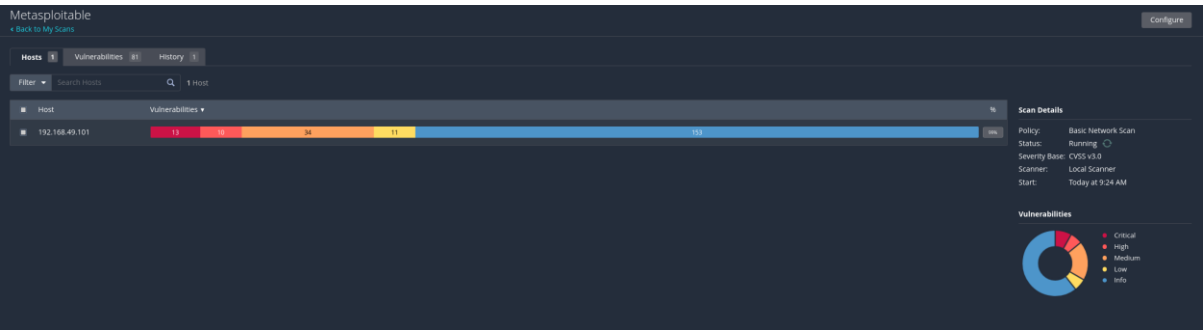 Metasploitable
Back to My Scans
Configure
Hosts 1 Vulnerabilities 81 History 1
Filter Search Hosts 1 Host
Host Vulnerabilities %
192.168.49.101 13 10 34 11 153
Scan Details
Policy: Basic Network Scan
Status: Running
Severity Base: CVSS v3.0
Scanner: Local Scanner
Start: Today at 9:24 AM
Vulnerabilities
Critical
High
Medium
Low
Info